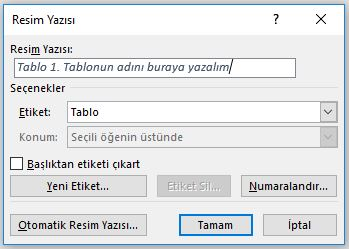 Resim Yazısı
Resim Yazısı:
Tablo 1. Tablonun adını buraya yazalım
Seçenekler
Etiket: Tablo
Konum: Seçili öğenin üstünde
Başlıktan etiketi çıkart
Yeni Etiket... Etiket Sil... Numaralandır...
Otomatik Resim Yazısı... Tamam İptal